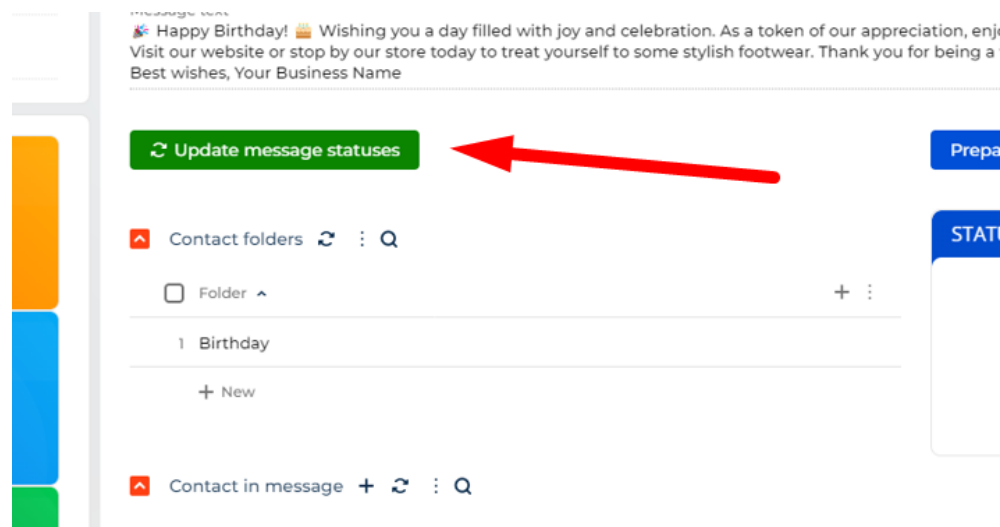 Message text
🎉 Happy Birthday! 🎂 Wishing you a day filled with joy and celebration. As a token of our appreciation,
Visit our website or stop by our store today to treat yourself to some stylish footwear. Thank you for being a
Best wishes, Your Business Name
Update message statuses
Contact folders
Folder
1 Birthday
+ New
Contact in message